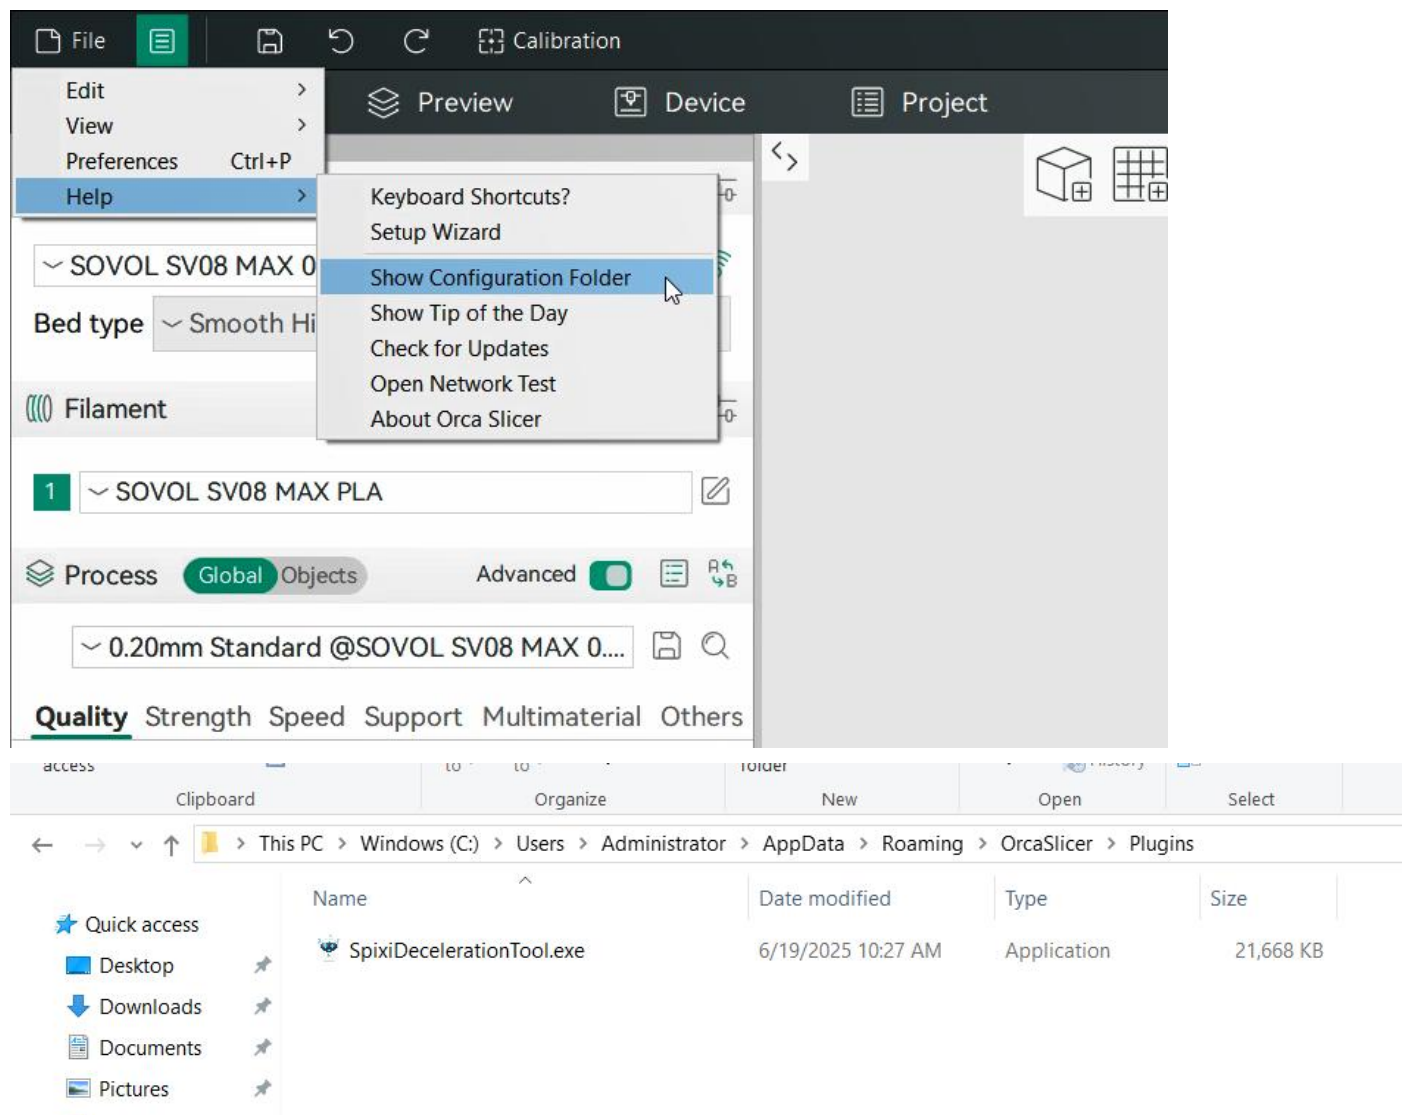 File
Calibration
Edit
View
Preferences Ctrl+P
Help
Preview
Device
Project
Keyboard Shortcuts?
Setup Wizard
Show Configuration Folder
Show Tip of the Day
Check for Updates
Open Network Test
About Orca Slicer
SOVOL SV08 MAX 0
Bed type Smooth Hi
Filament
1 SOVOL SV08 MAX PLA
Process Global Objects Advanced
0.20mm Standard @SOVOL SV08 MAX 0....
Quality Strength Speed Support Multimaterial Others
access to to folder History
Clipboard Organize New Open Select
This PC > Windows (C:) > Users > Administrator > AppData > Roaming > OrcaSlicer > Plugins
Name Date modified Type Size
Quick access
Desktop
Downloads
Documents
Pictures
SpixiDecelerationTool.exe 6/19/2025 10:27 AM Application 21,668 KB